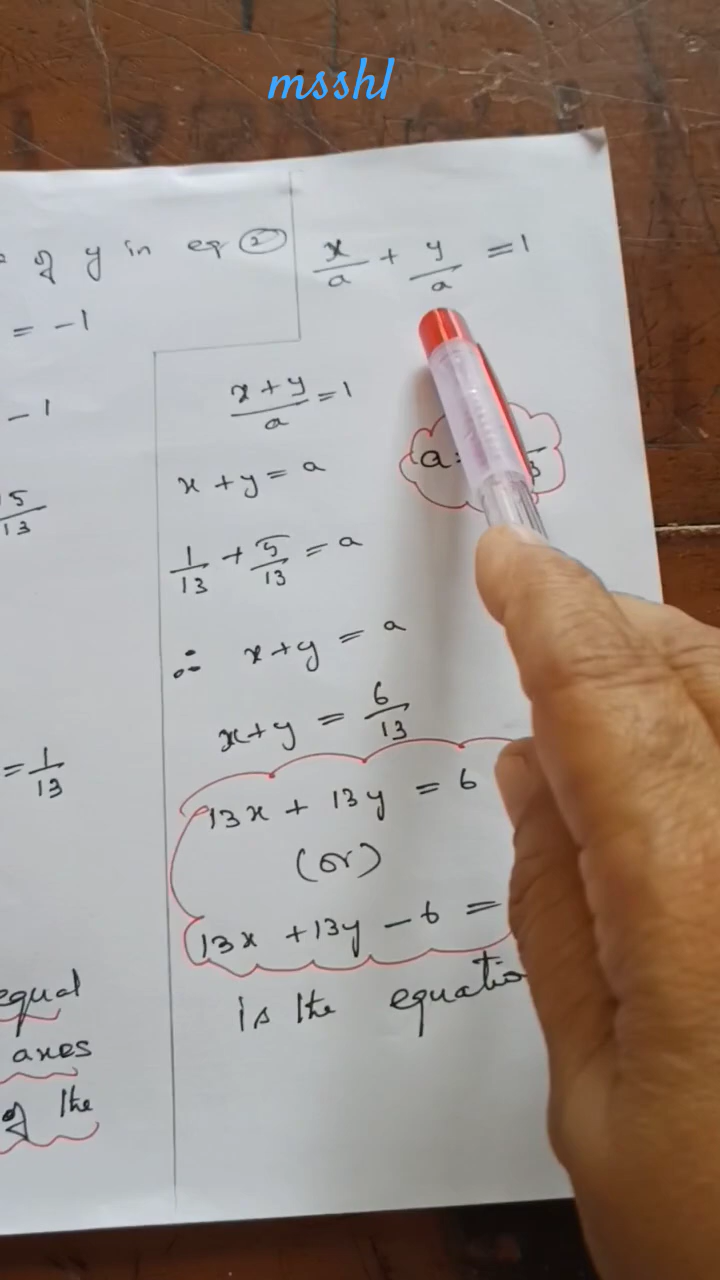 msshl
of y in eq ②
= -1
- 1
15/13
= 1/13
equal
axes
of the
x/a + y/a = 1
(x + y)/a = 1
x + y = a
a =
1/13 + 5/13 = a
∴ x + y = a
x + y = 6/13
13x + 13y = 6
(or)
13x + 13y - 6 =
is the equatio